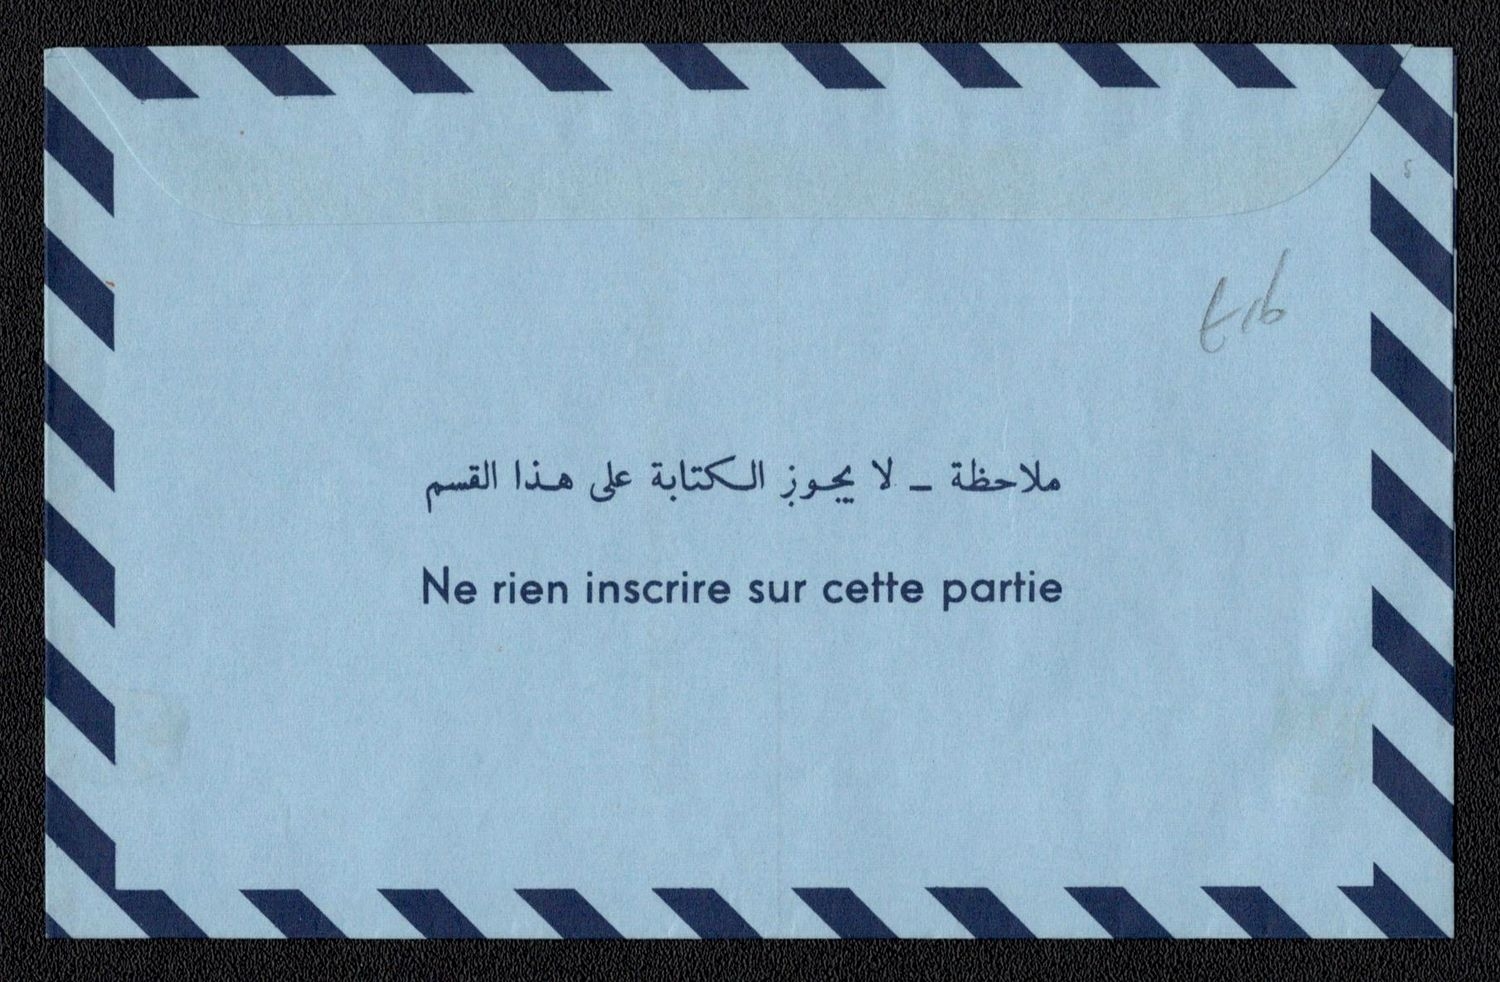 ملاحظة – لا يجوز الكتابة على هذا القسم
Ne rien inscrire sur cette partie